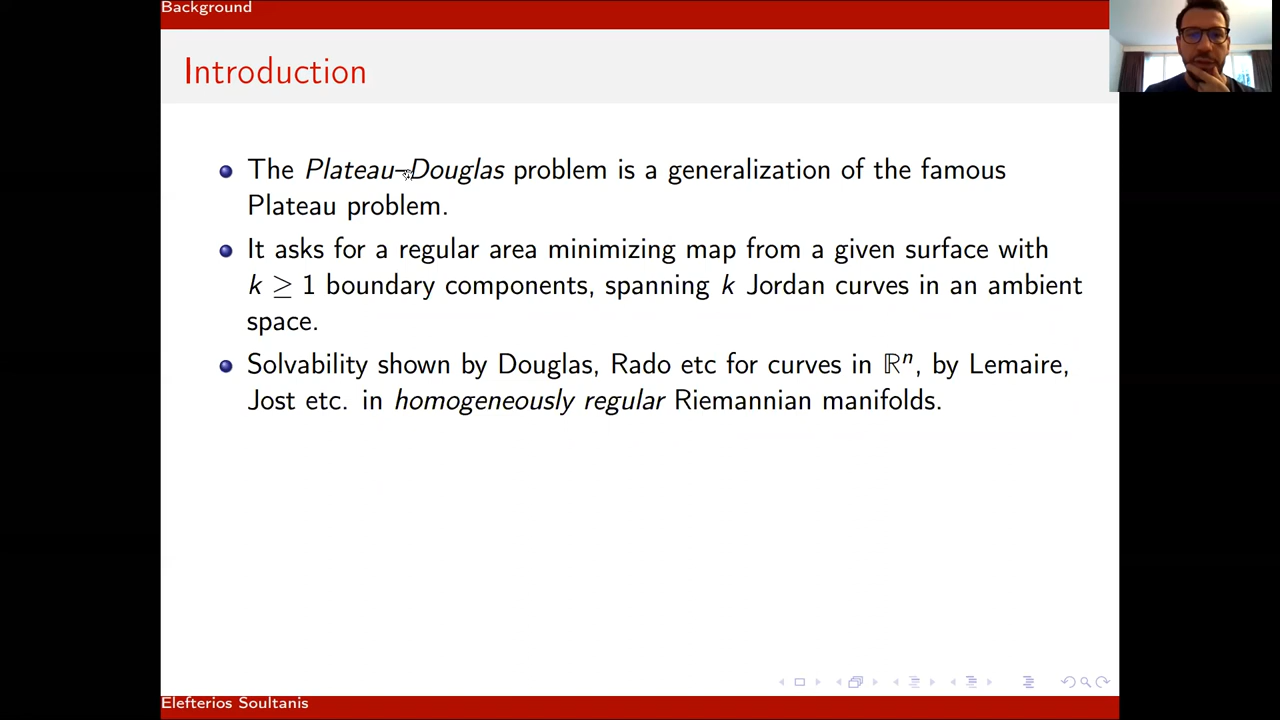 Background
Introduction
The Plateau–Douglas problem is a generalization of the famous
Plateau problem.
It asks for a regular area minimizing map from a given surface with
k ≥ 1 boundary components, spanning k Jordan curves in an ambient
space.
Solvability shown by Douglas, Rado etc for curves in ℝⁿ, by Lemaire,
Jost etc. in homogeneously regular Riemannian manifolds.
Elefterios Soultanis